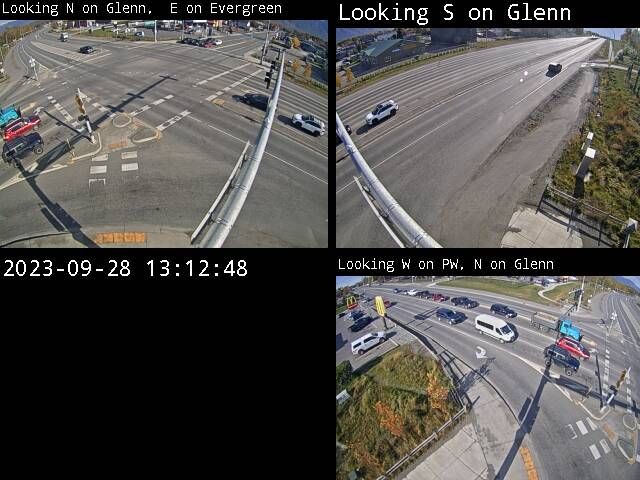 Looking N on Glenn,  E on Evergreen
Looking S on Glenn
2023-09-28 13:12:48
Looking W on PW, N on Glenn